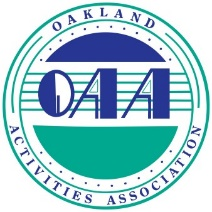 OAKLAND
OAA
ACTIVITIES ASSOCIATION